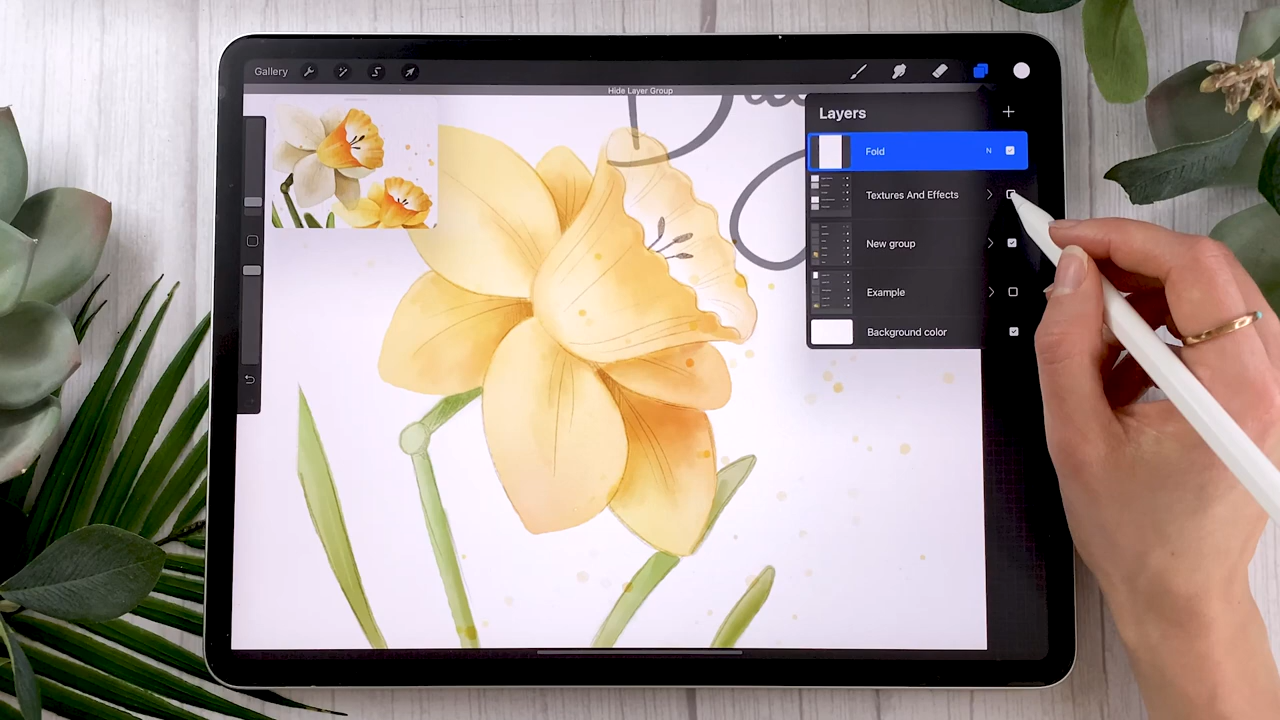 Gallery
Hide Layer Group
Layers
Fold
N
Textures And Effects
New group
Example
Background color